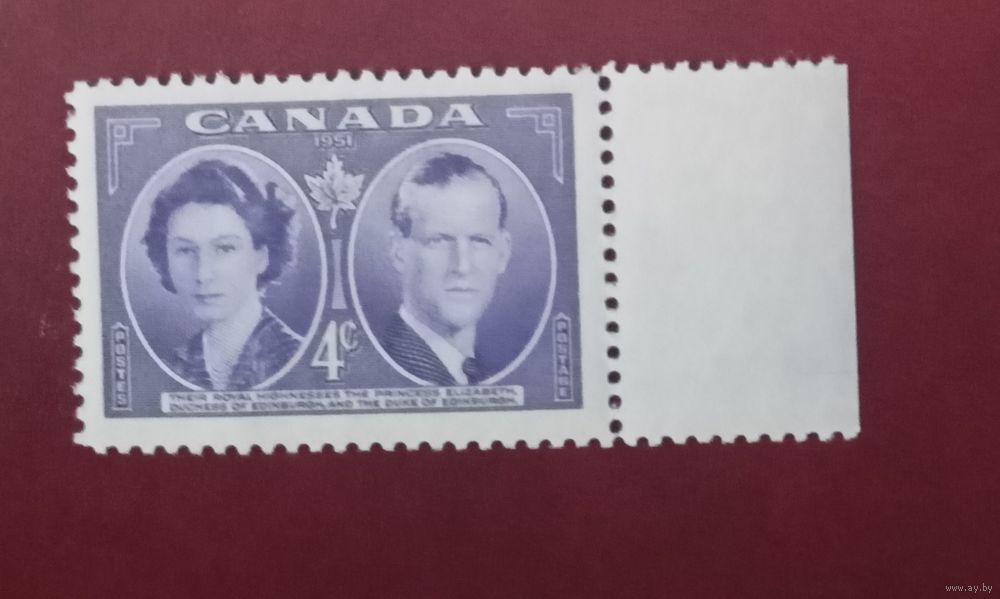 CANADA
1951
4¢
POSTES
POSTAGE
THEIR ROYAL HIGHNESSES THE PRINCESS ELIZABETH,
DUCHESS OF EDINBURGH, AND THE DUKE OF EDINBURGH.
www.ay.by